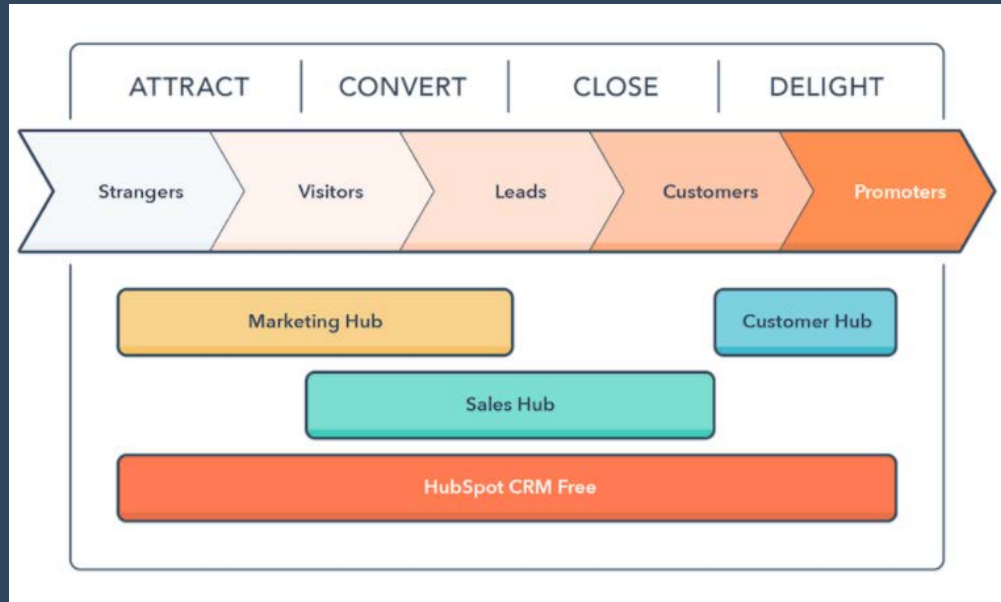 ATTRACT CONVERT CLOSE DELIGHT
Strangers Visitors Leads Customers Promoters
Marketing Hub Customer Hub
Sales Hub
HubSpot CRM Free